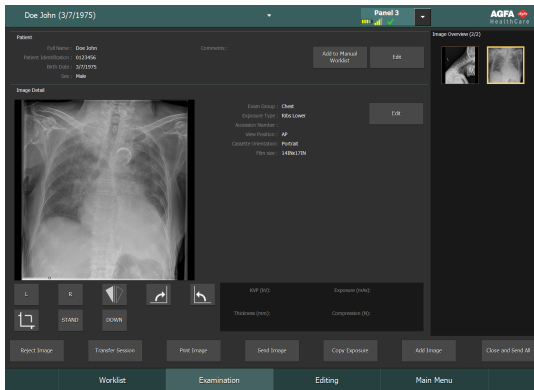 Doe John (3/7/1975)
Panel 3
AGFA
HealthCare
Patient
Full Name : Doe John
Comments :
Patient Identification : 0123456
Birth Date : 3/7/1975
Sex : Male
Add to Manual Worklist
Edit
Image Overview (2/2)
Image Detail
Exam Group : Chest
Exposure Type : Ribs Lower
Accession Number :
View Position : AP
Cassette Orientation: Portrait
Film size : 14INx17IN
Edit
L
R
STAND
DOWN
KVP (kV):
Exposure (mAs):
Thickness (mm):
Compression (N):
Reject Image
Transfer Session
Print Image
Send Image
Copy Exposure
Add Image
Close and Send All
Worklist
Examination
Editing
Main Menu